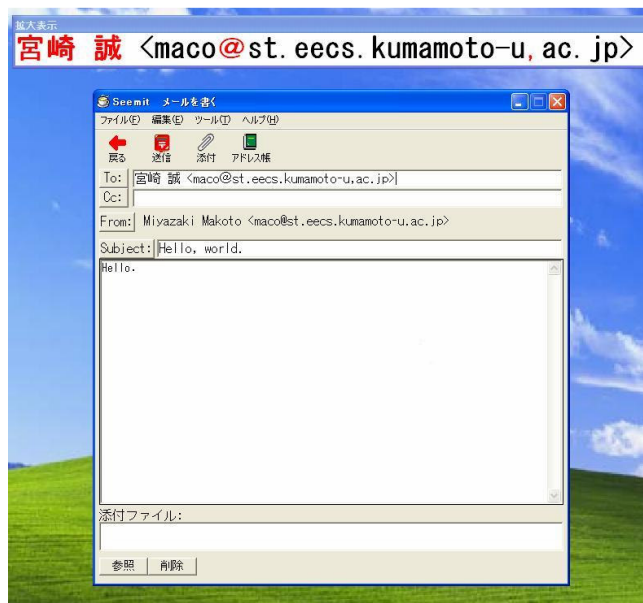 拡大表示
宮崎 誠 <maco@st.eecs.kumamoto-u,ac.jp>
Seemit メールを書く
ファイル(F) 編集(E) ツール(T) ヘルプ(H)
戻る 送信 添付 アドレス帳
To: 宮崎 誠 <maco@st.eecs.kumamoto-u,ac.jp>
Cc:
From: Miyazaki Makoto <maco@st.eecs.kumamoto-u.ac.jp>
Subject: Hello, world.
Hello.
添付ファイル:
参照 削除